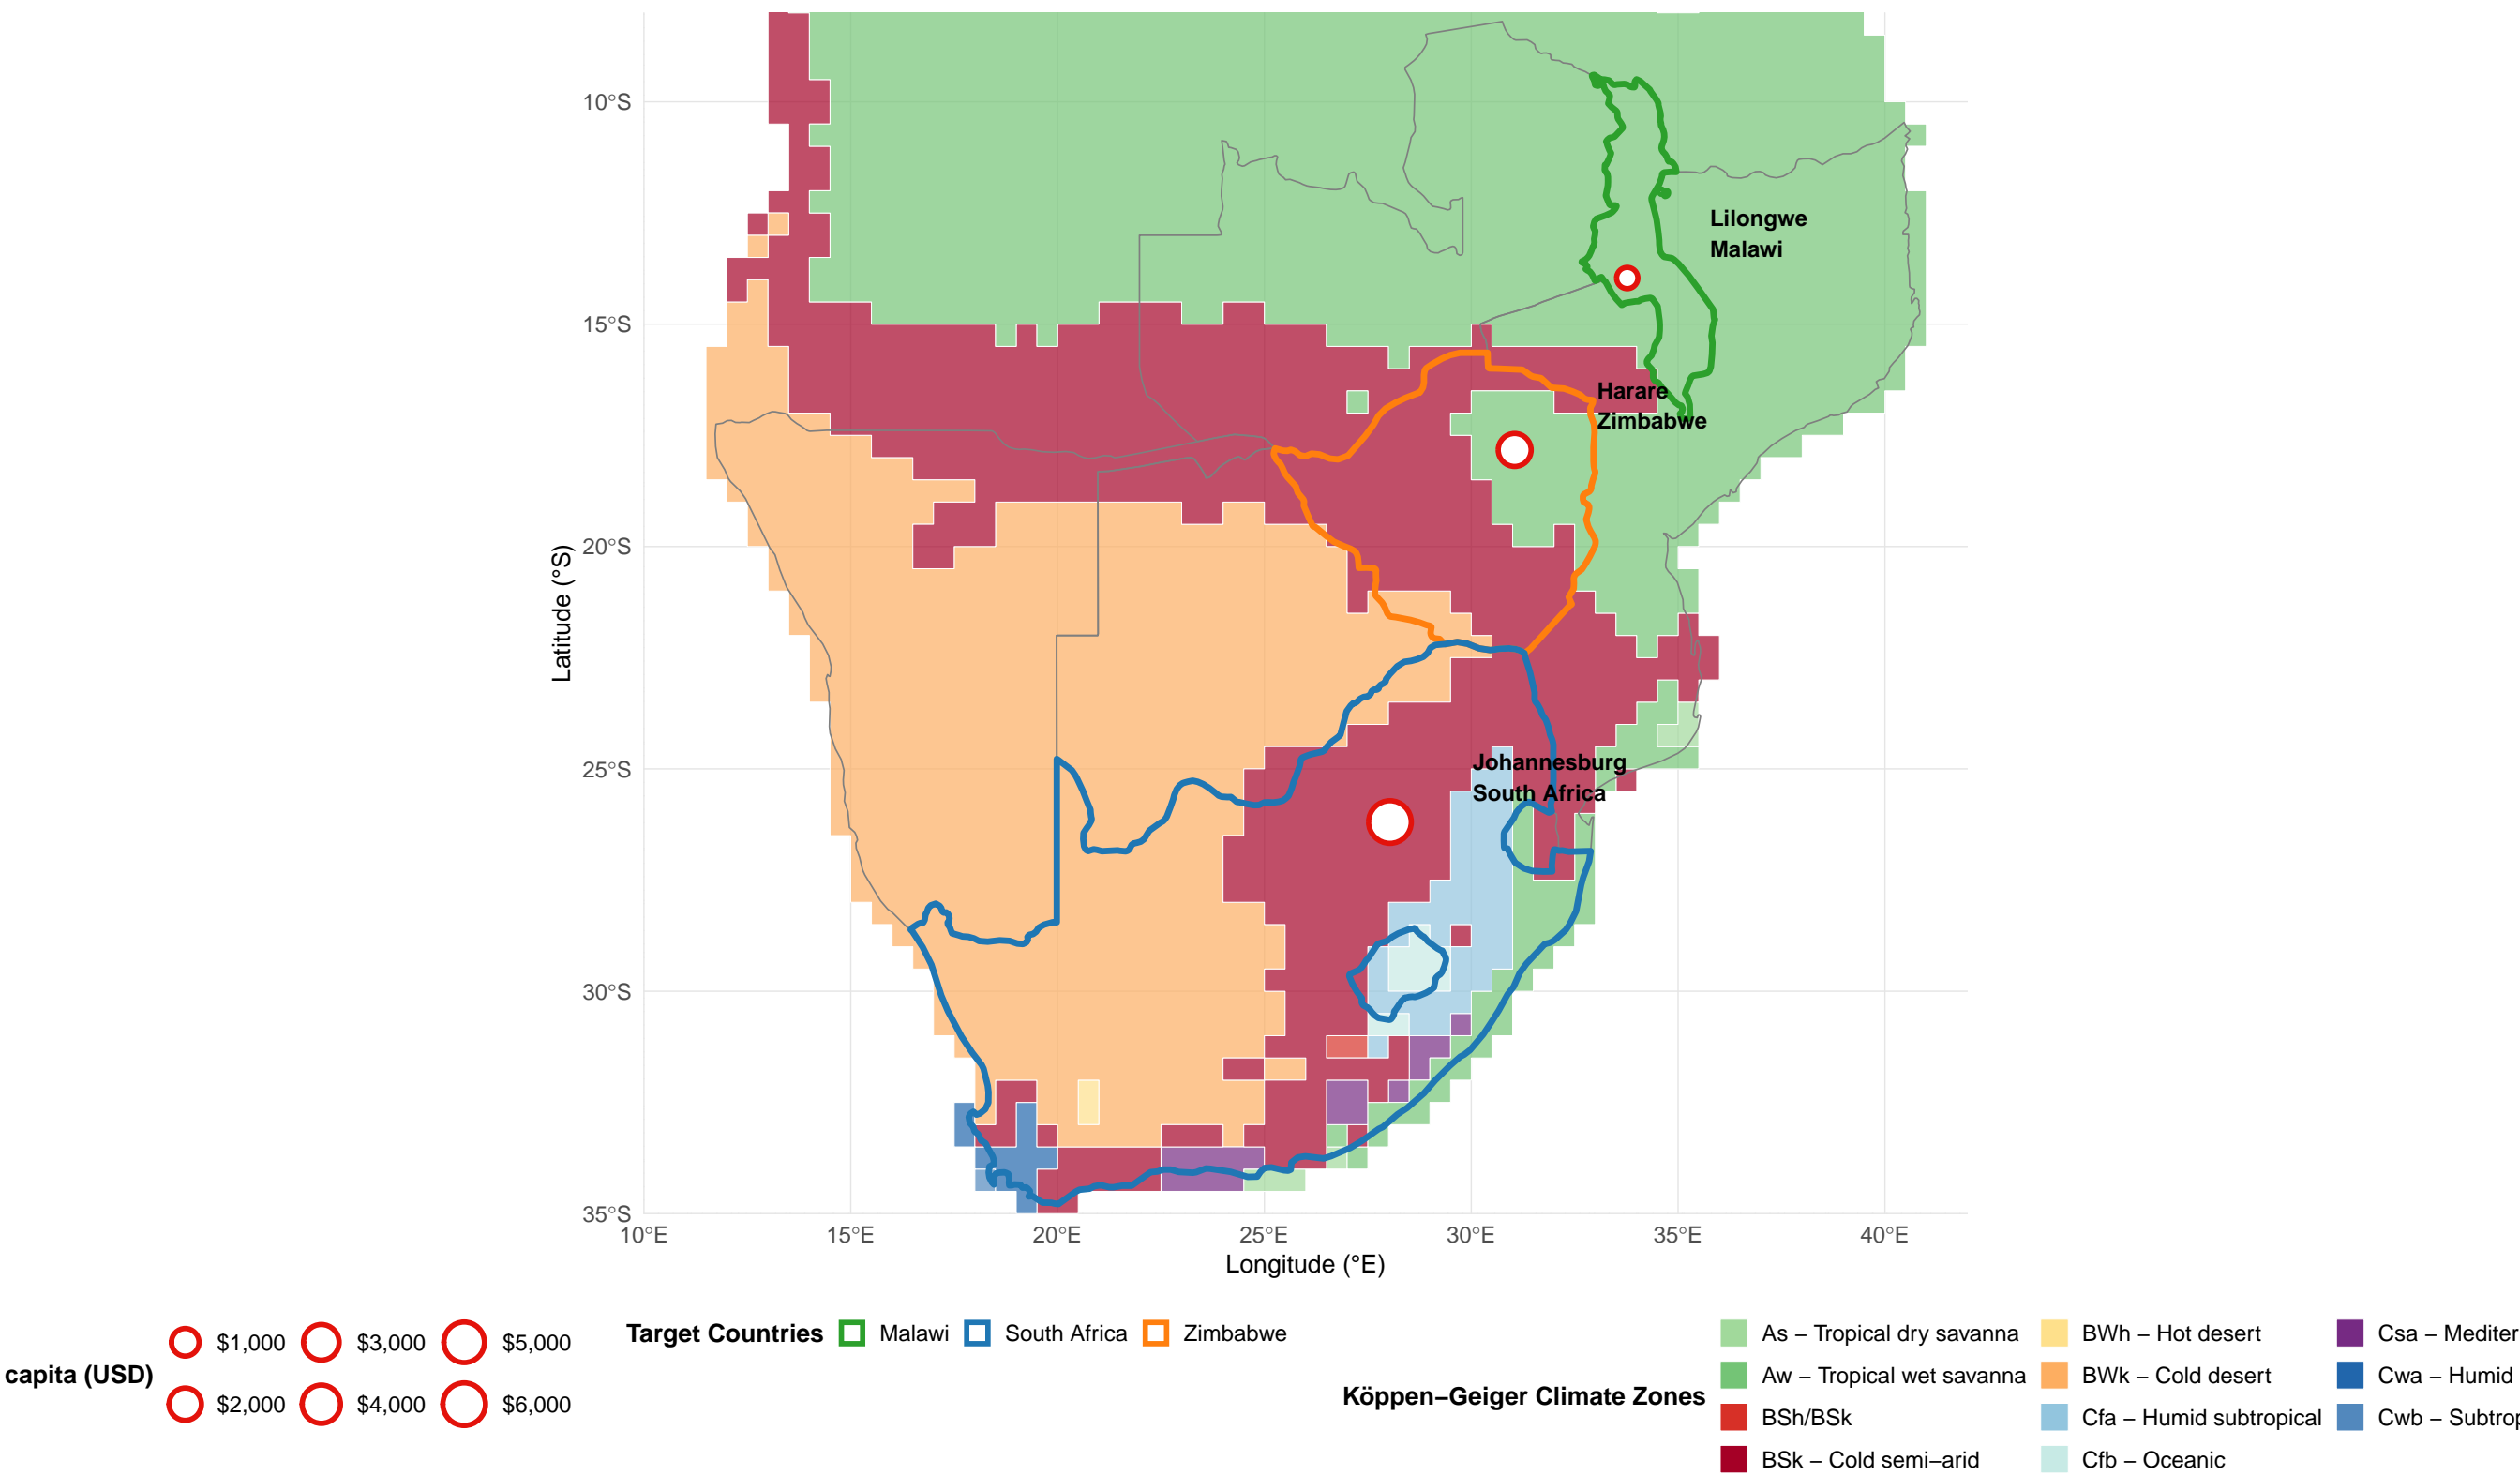 10°S
15°S
20°S
25°S
30°S
35°S
Latitude (°S)
Lilongwe
Malawi
Harare
Zimbabwe
Johannesburg
South Africa
10°E 15°E 20°E 25°E 30°E 35°E 40°E
Longitude (°E)
capita (USD)
$1,000 $3,000 $5,000
$2,000 $4,000 $6,000
Target Countries Malawi South Africa Zimbabwe
Köppen−Geiger Climate Zones
As − Tropical dry savanna BWh − Hot desert Csa − Mediter
Aw − Tropical wet savanna BWk − Cold desert Cwa − Humid
BSh/BSk Cfa − Humid subtropical Cwb − Subtrop
BSk − Cold semi−arid Cfb − Oceanic